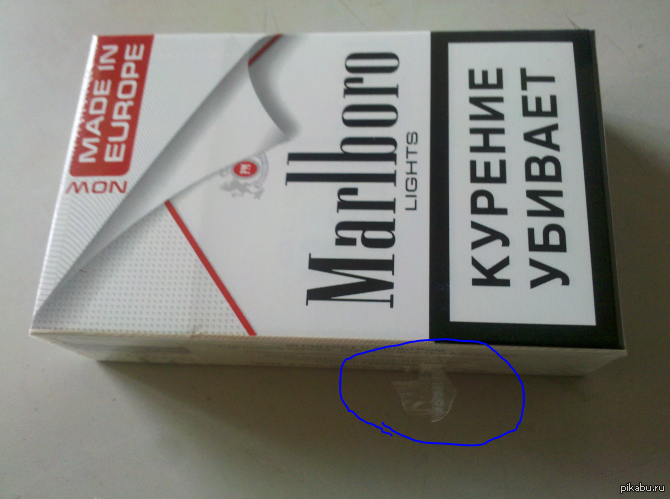 NOW
MADE IN
EUROPE
Marlboro
LIGHTS
КУРЕНИЕ
УБИВАЕТ
pikabu.ru